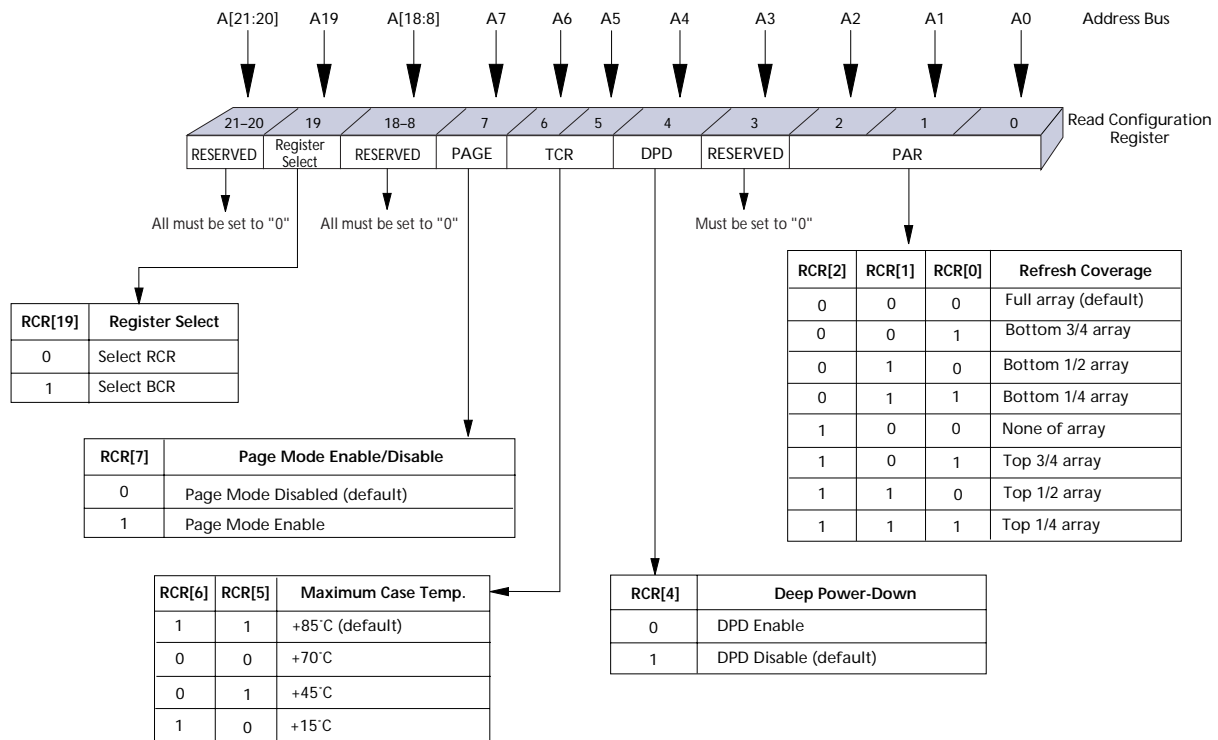 A[21:20] A19 A[18:8] A7 A6 A5 A4 A3 A2 A1 A0 Address Bus
21–20 19 18–8 7 6 5 4 3 2 1 0
Read Configuration
Register
RESERVED Register Select RESERVED PAGE TCR DPD RESERVED PAR
All must be set to "0" All must be set to "0" Must be set to "0"
RCR[2] RCR[1] RCR[0] Refresh Coverage
0 0 0 Full array (default)
0 0 1 Bottom 3/4 array
0 1 0 Bottom 1/2 array
0 1 1 Bottom 1/4 array
1 0 0 None of array
1 0 1 Top 3/4 array
1 1 0 Top 1/2 array
1 1 1 Top 1/4 array
RCR[19] Register Select
0 Select RCR
1 Select BCR
RCR[7] Page Mode Enable/Disable
0 Page Mode Disabled (default)
1 Page Mode Enable
RCR[6] RCR[5] Maximum Case Temp.
1 1 +85°C (default)
0 0 +70°C
0 1 +45°C
1 0 +15°C
RCR[4] Deep Power-Down
0 DPD Enable
1 DPD Disable (default)